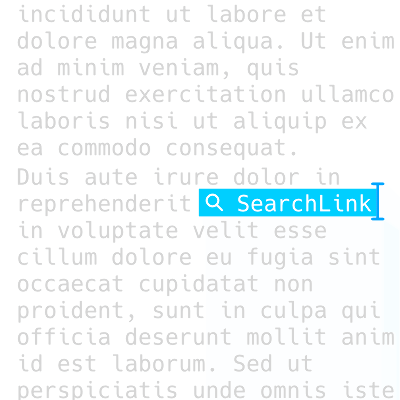 incididunt ut labore et
dolore magna aliqua. Ut enim
ad minim veniam, quis
nostrud exercitation ullamco
laboris nisi ut aliquip ex
ea commodo consequat.
Duis aute irure dolor in
reprehenderit SearchLink
in voluptate velit esse
cillum dolore eu fugia sint
occaecat cupidatat non
proident, sunt in culpa qui
officia deserunt mollit anim
id est laborum. Sed ut
perspiciatis unde omnis iste